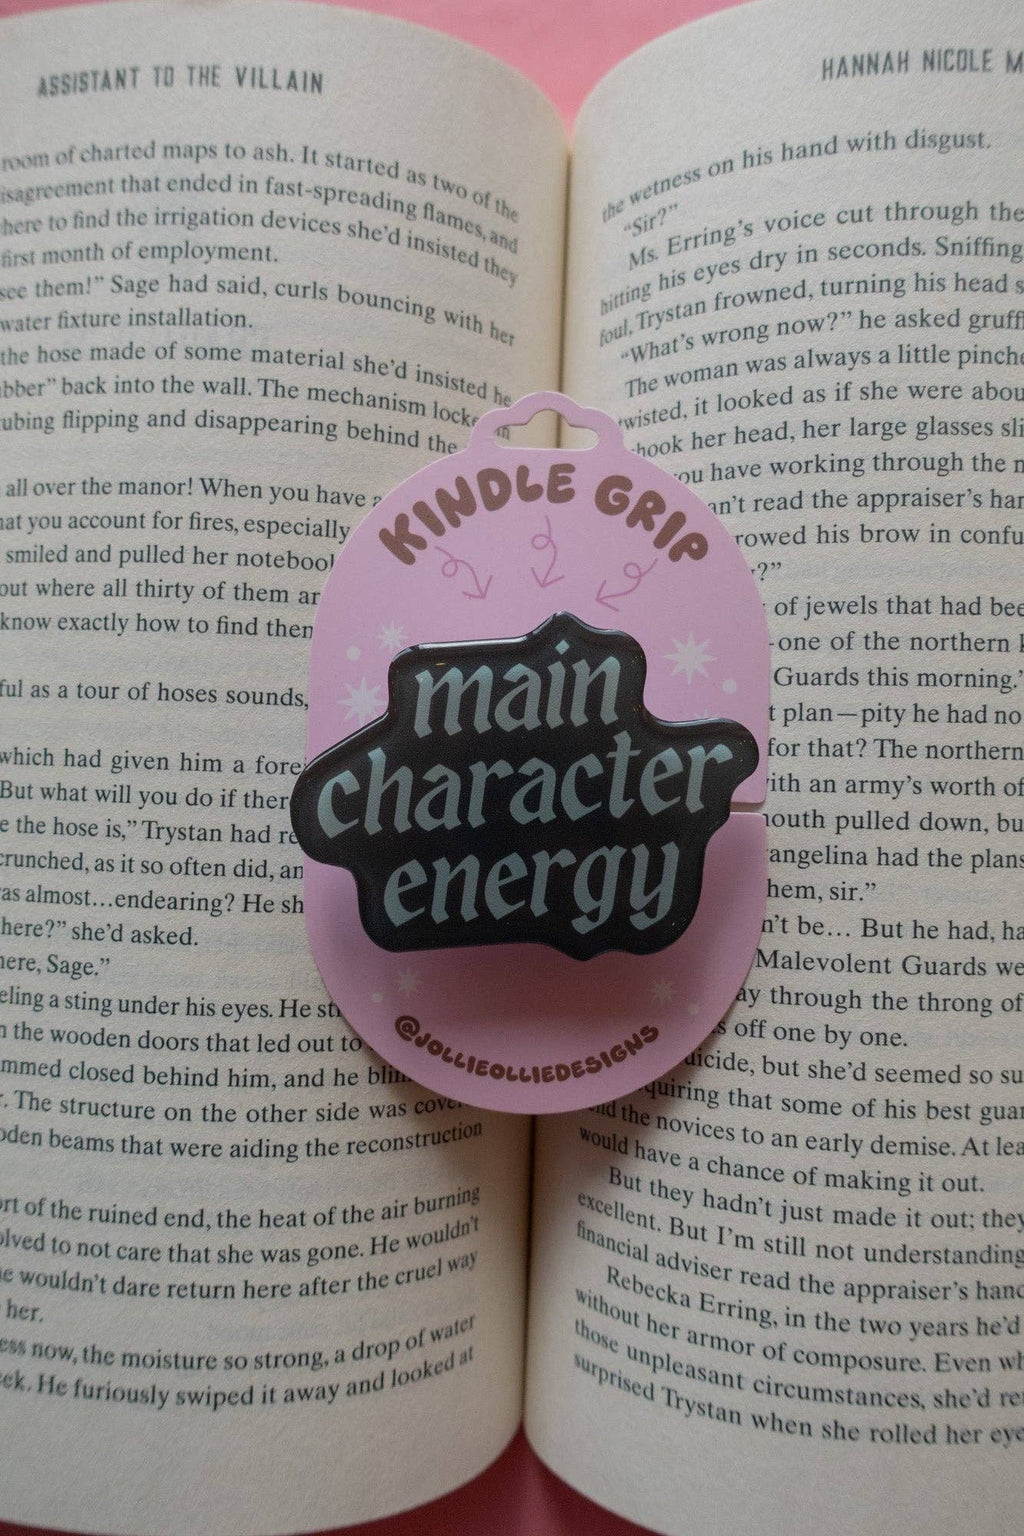 ASSISTANT TO THE VILLAIN
room of charted maps to ash. It started as two of the
isagreement that ended in fast-spreading flames, and
here to find the irrigation devices she'd insisted they
first month of employment.
see them!" Sage had said, curls bouncing with her
water fixture installation.
the hose made of some material she'd insisted he
bber" back into the wall. The mechanism locke
ubing flipping and disappearing behind the
all over the manor! When you have a
at you account for fires, especially
smiled and pulled her notebook
out where all thirty of them ar
know exactly how to find them
ful as a tour of hoses sounds,
which had given him a fore
But what will you do if ther
e the hose is," Trystan had re
crunched, as it so often did, an
as almost…endearing? He sh
here?" she'd asked.
here, Sage."
eling a sting under his eyes. He st
n the wooden doors that led out to
mmed closed behind him, and he blin
. The structure on the other side was cove
oden beams that were aiding the reconstruction
ort of the ruined end, the heat of the air burning
olved to not care that she was gone. He wouldn't
e wouldn't dare return here after the cruel way
her.
ess now, the moisture so strong, a drop of water
ek. He furiously swiped it away and looked at
HANNAH NICOLE M
the wetness on his hand with disgust.
"Sir?"
Ms. Erring's voice cut through the
hitting his eyes dry in seconds. Sniffing
foul, Trystan frowned, turning his head s
"What's wrong now?" he asked gruff
The woman was always a little pinche
twisted, it looked as if she were abou
hook her head, her large glasses sli
ou have working through the n
an't read the appraiser's han
rowed his brow in confu
?"
of jewels that had bee
one of the northern k
Guards this morning.'
t plan—pity he had no
for that? The northern
ith an army's worth of
outh pulled down, bu
angelina had the plans
hem, sir."
n't be… But he had, ha
Malevolent Guards we
ay through the throng of
s off one by one.
uicide, but she'd seemed so su
quiring that some of his best guar
and the novices to an early demise. At lea
would have a chance of making it out.
But they hadn't just made it out; they
excellent. But I'm still not understanding
financial adviser read the appraiser's hand
Rebecka Erring, in the two years he'd
without her armor of composure. Even wh
those unpleasant circumstances, she'd re
surprised Trystan when she rolled her eye
KINDLE GRIP
main
character
energy
@JOLLIEOLLIEDESIGNS